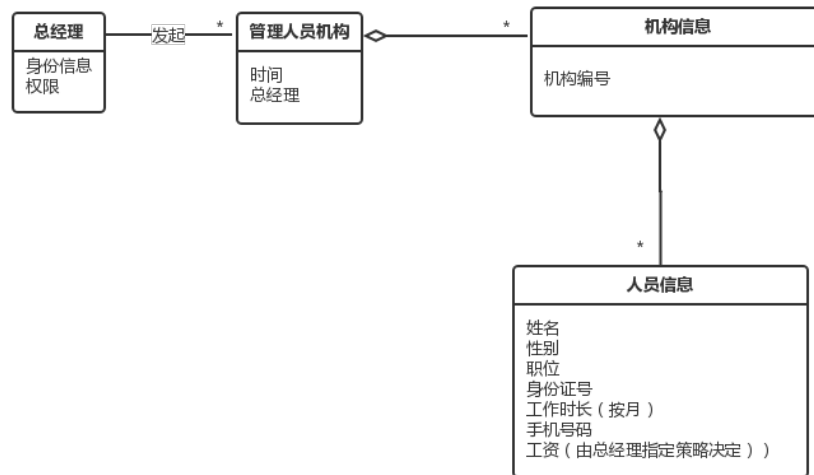 总经理
身份信息
权限
发起
*
管理人员机构
时间
总经理
*
机构信息
机构编号
*
人员信息
姓名
性别
职位
身份证号
工作时长（按月）
手机号码
工资（由总经理指定策略决定））